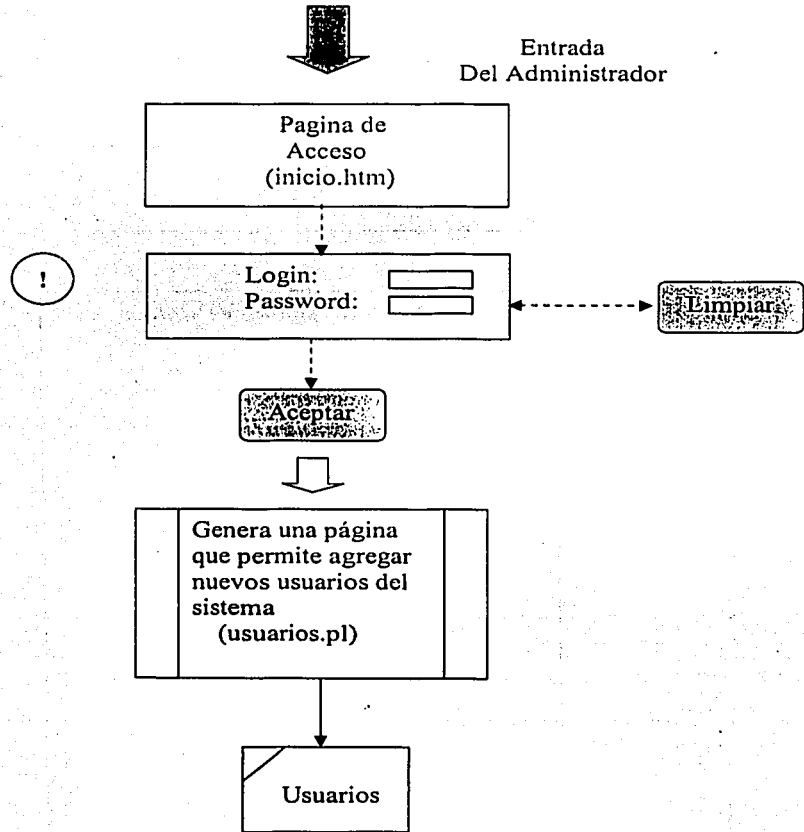 Entrada
Del Administrador
Pagina de
Acceso
(inicio.htm)
!
Login:
Password:
Limpiar
Aceptar
Genera una página
que permite agregar
nuevos usuarios del
sistema
(usuarios.pl)
Usuarios